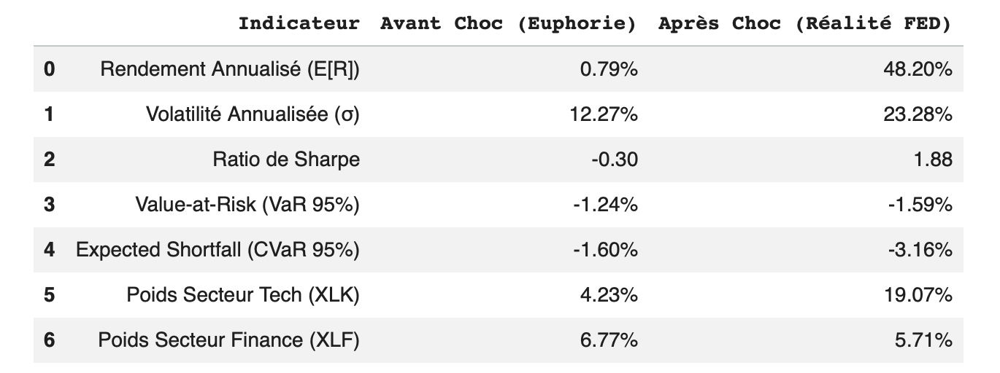 Indicateur Avant Choc (Euphorie) Après Choc (Réalité FED)
0 Rendement Annualisé (E[R]) 0.79% 48.20%
1 Volatilité Annualisée (σ) 12.27% 23.28%
2 Ratio de Sharpe -0.30 1.88
3 Value-at-Risk (VaR 95%) -1.24% -1.59%
4 Expected Shortfall (CVaR 95%) -1.60% -3.16%
5 Poids Secteur Tech (XLK) 4.23% 19.07%
6 Poids Secteur Finance (XLF) 6.77% 5.71%